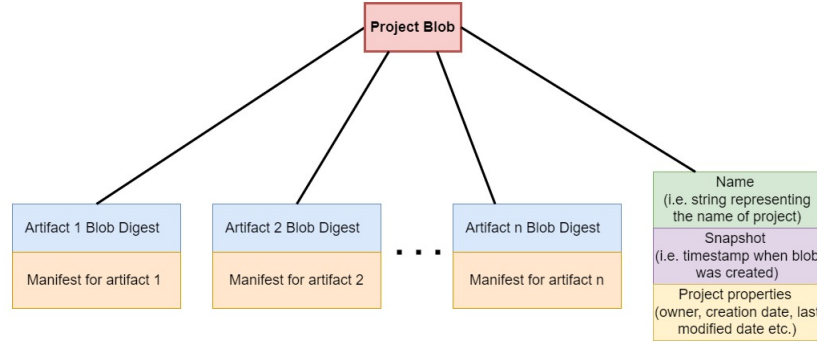 Project Blob
Artifact 1 Blob Digest
Manifest for artifact 1
Artifact 2 Blob Digest
Manifest for artifact 2
. . .
Artifact n Blob Digest
Manifest for artifact n
Name
(i.e. string representing
the name of project)
Snapshot
(i.e. timestamp when blob
was created)
Project properties
(owner, creation date, last
modified date etc.)